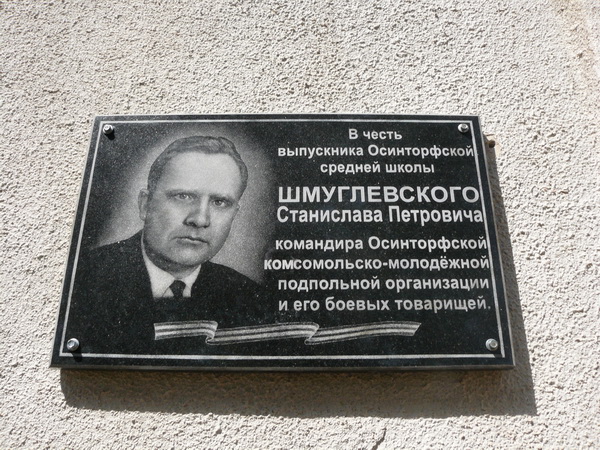 В честь
выпускника Осинторфской
средней школы
ШМУГЛЕВСКОГО
Станислава Петровича
командира Осинторфской
комсомольско-молодёжной
подпольной организации
и его боевых товарищей.